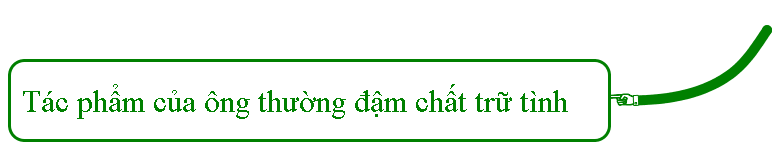 Tác phẩm của ông thường đậm chất trữ tình